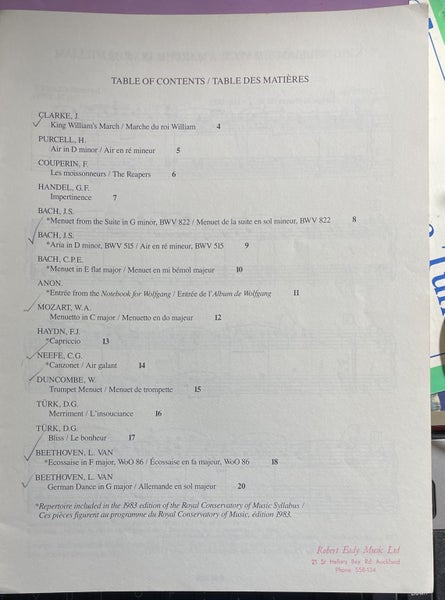 TABLE OF CONTENTS / TABLE DES MATIÈRES
CLARKE, J.
King William's March / Marche du roi William 4
PURCELL, H.
Air in D minor / Air en ré mineur 5
COUPERIN, F.
Les moissonneurs / The Reapers 6
HANDEL, G.F.
Impertinence 7
BACH, J.S.
*Menuet from the Suite in G minor, BWV 822 / Menuet de la suite en sol mineur, BWV 822 8
BACH, J.S.
*Aria in D minor, BWV 515 / Air en ré mineur, BWV 515 9
BACH, C.P.E.
*Menuet in E flat major / Menuet en mi bémol majeur 10
ANON.
*Entrée from the Notebook for Wolfgang / Entrée de l'Album de Wolfgang 11
MOZART, W.A.
Menuetto in C major / Menuetto en do majeur 12
HAYDN, F.J.
*Capriccio 13
NEEFE, C.G.
*Canzonet / Air galant 14
DUNCOMBE, W.
Trumpet Menuet / Menuet de trompette 15
TÜRK, D.G.
Merriment / L'insouciance 16
TÜRK, D.G.
Bliss / Le bonheur 17
BEETHOVEN, L. VAN
*Ecossaise in F major, WoO 86 / Écossaise en fa majeur, WoO 86 18
BEETHOVEN, L. VAN
German Dance in G major / Allemande en sol majeur 20
*Repertoire included in the 1983 edition of the Royal Conservatory of Music Syllabus /
Ces pièces figurent au programme du Royal Conservatory of Music, édition 1983.
Robert Eady Music Ltd
21 St Heliers Bay Rd Auckland
Phone 558-134